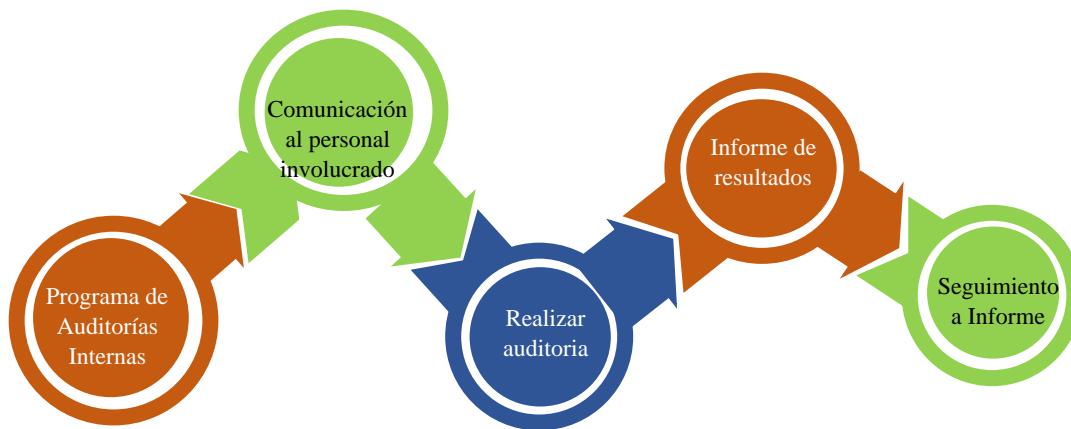 Programa de
Auditorías
Internas
Comunicación
al personal
involucrado
Realizar
auditoria
Informe de
resultados
Seguimiento
a Informe